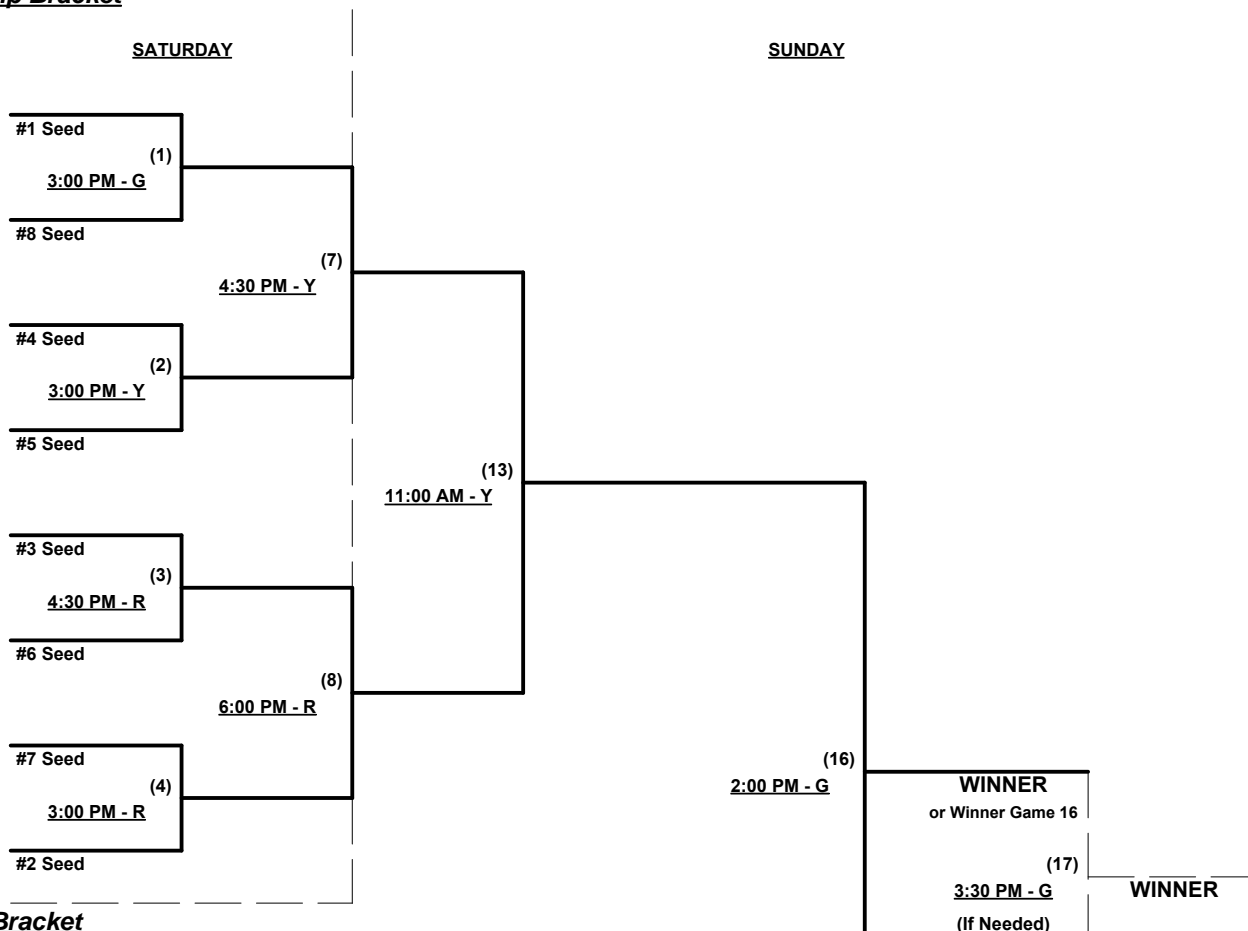 Bracket
SATURDAY
SUNDAY
#1 Seed
(1)
3:00 PM - G
#8 Seed
(7)
4:30 PM - Y
#4 Seed
(2)
3:00 PM - Y
#5 Seed
(13)
11:00 AM - Y
#3 Seed
(3)
4:30 PM - R
#6 Seed
(8)
6:00 PM - R
#7 Seed
(4)
3:00 PM - R
#2 Seed
(16)
2:00 PM - G
WINNER
or Winner Game 16
(17)
3:30 PM - G
(If Needed)
WINNER
Bracket